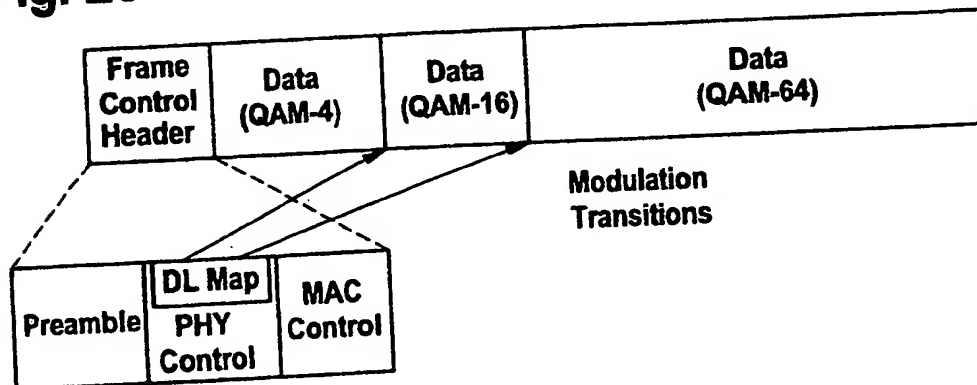 Frame
Control
Header
Data
(QAM-4)
Data
(QAM-16)
Data
(QAM-64)
Modulation
Transitions
Preamble
DL Map
PHY
Control
MAC
Control